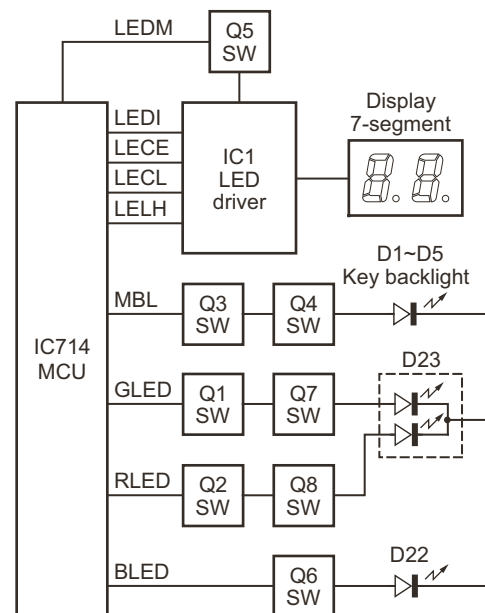 LEDM
Q5
SW
LEDI
LECE
LECL
LELH
IC1
LED
driver
Display
7-segment
8.8.
D1~D5
Key backlight
MBL
Q3
SW
Q4
SW
IC714
MCU
D23
GLED
Q1
SW
Q7
SW
RLED
Q2
SW
Q8
SW
D22
BLED
Q6
SW